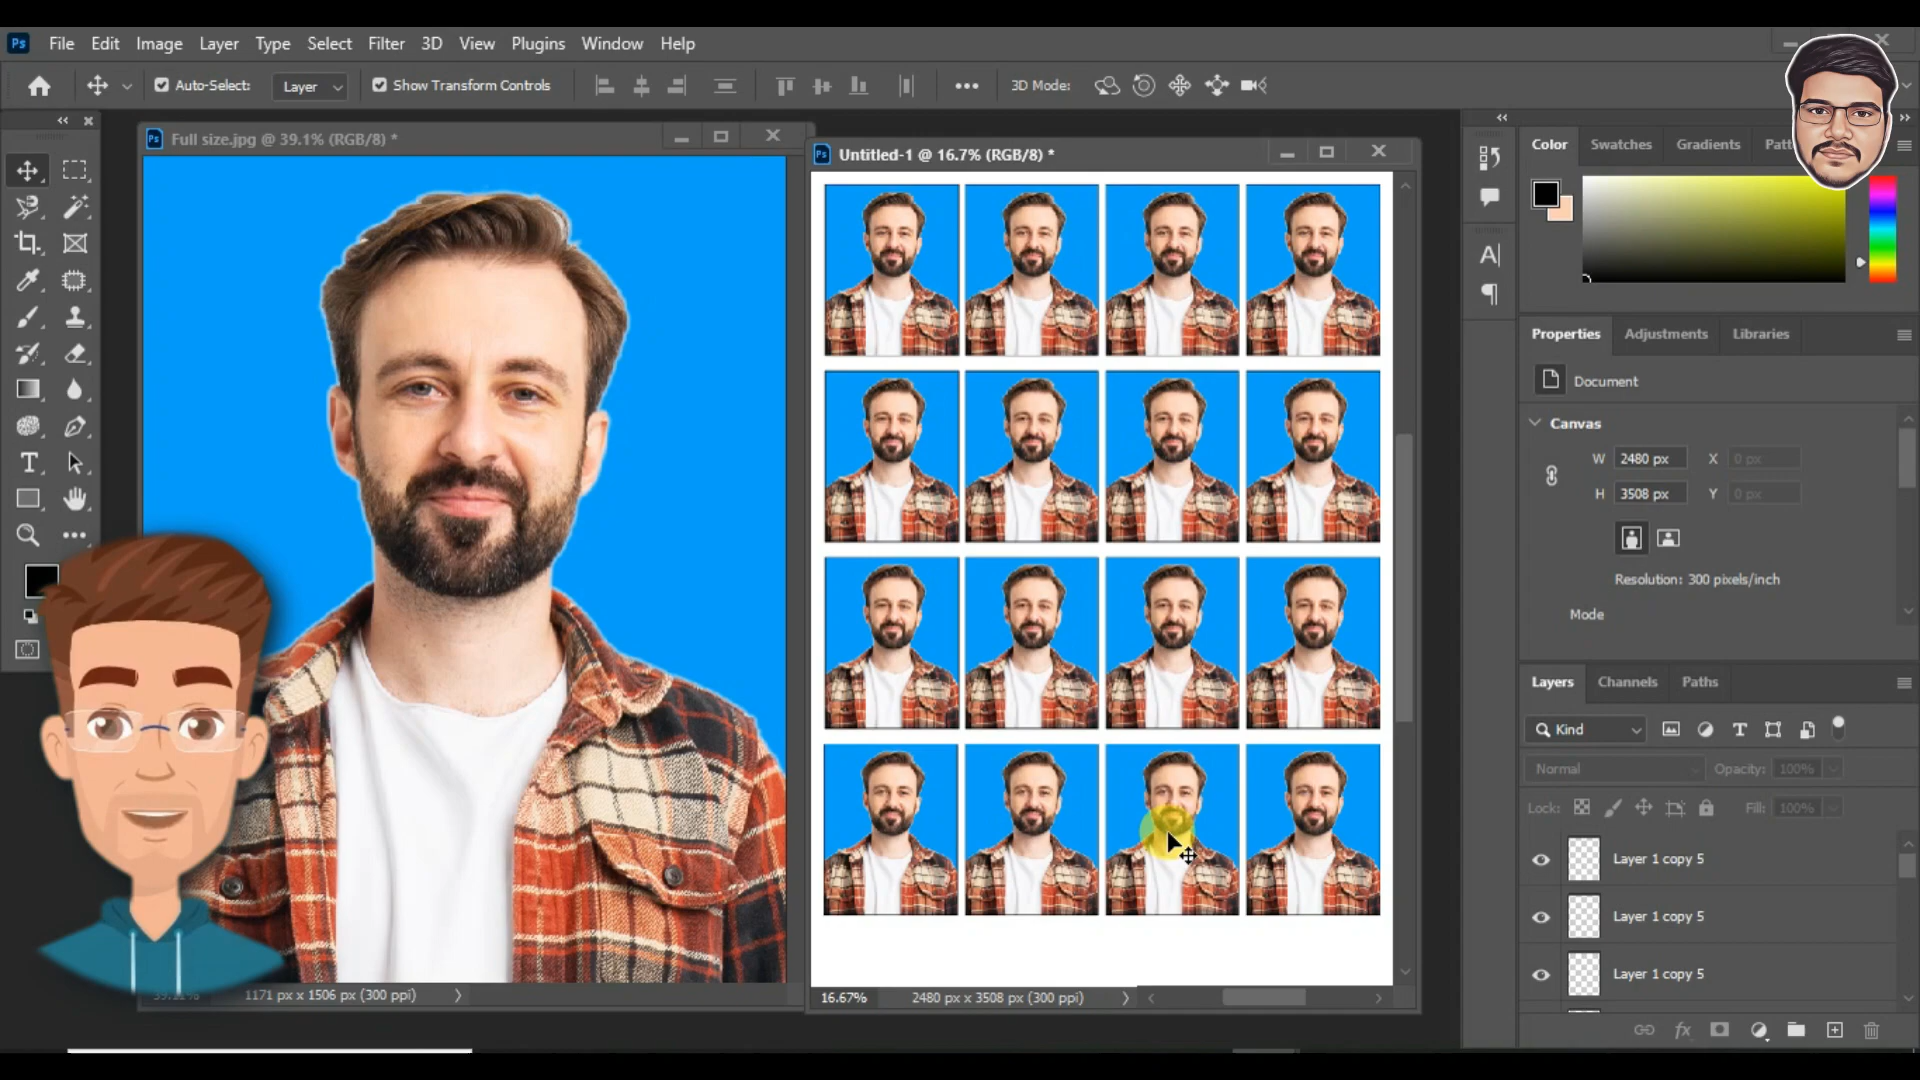 Ps File Edit Image Layer Type Select Filter 3D View Plugins Window Help
Auto-Select: Layer Show Transform Controls 3D Mode:
Ps Full size.jpg @ 39.1% (RGB/8) *
Ps Untitled-1 @ 16.7% (RGB/8) *
Color Swatches Gradients
Properties Adjustments Libraries
Document
Canvas
W 2480 px X 0 px
H 3508 px Y 0 px
Resolution: 300 pixels/inch
Mode
Layers Channels Paths
Kind
Normal Opacity: 100%
Lock: Fill: 100%
Layer 1 copy 5
Layer 1 copy 5
Layer 1 copy 5
1171 px x 1506 px (300 ppi)
16.67% 2480 px x 3508 px (300 ppi)
fx